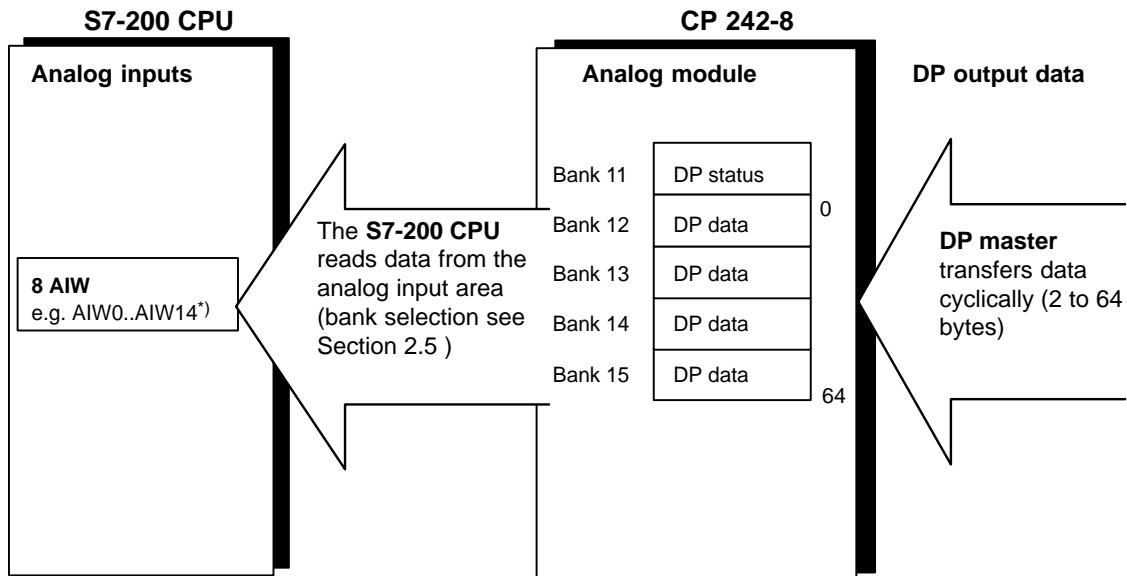 S7-200 CPU
CP 242-8
Analog inputs
Analog module
DP output data
Bank 11 DP status
0
Bank 12 DP data
Bank 13 DP data
Bank 14 DP data
Bank 15 DP data
64
8 AIW
e.g. AIW0..AIW14*)
The S7-200 CPU
reads data from the
analog input area
(bank selection see
Section 2.5 )
DP master
transfers data
cyclically (2 to 64
bytes)